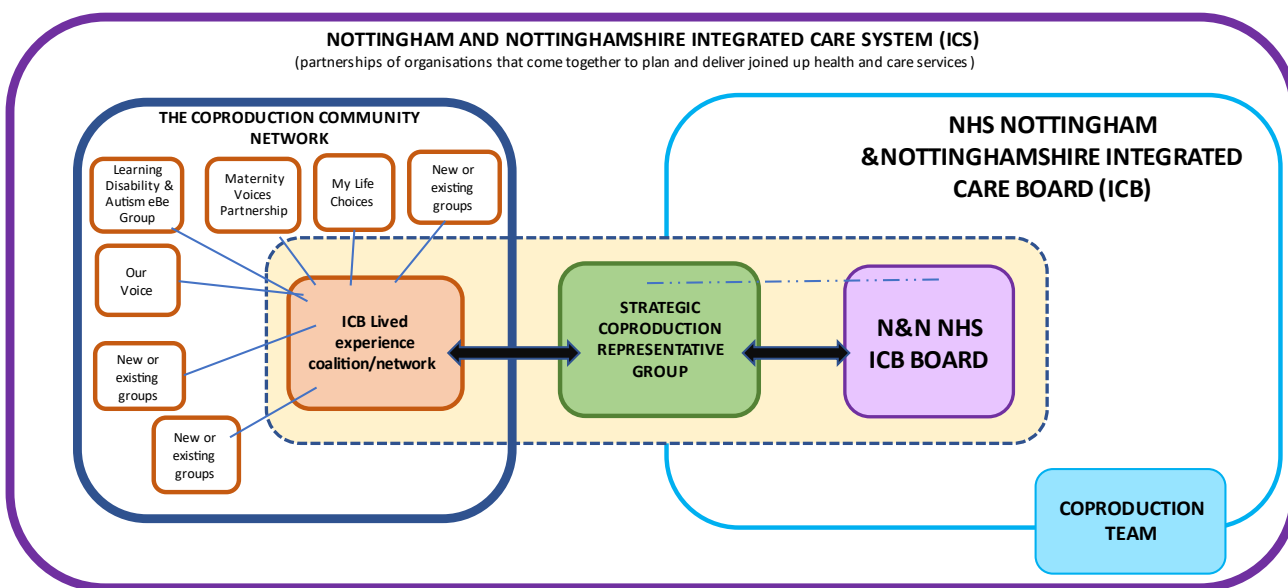 NOTTINGHAM AND NOTTINGHAMSHIRE INTEGRATED CARE SYSTEM (ICS)
(partnerships of organisations that come together to plan and deliver joined up health and care services)
THE COPRODUCTION COMMUNITY
NETWORK
Learning
Disability &
Autism eBe
Group
Maternity
Voices
Partnership
My Life
Choices
New or
existing
groups
Our
Voice
New or
existing
groups
New or
existing
groups
ICB Lived
experience
coalition/network
STRATEGIC
COPRODUCTION
REPRESENTATIVE
GROUP
NHS NOTTINGHAM
&NOTTINGHAMSHIRE INTEGRATED
CARE BOARD (ICB)
N&N NHS
ICB BOARD
COPRODUCTION
TEAM